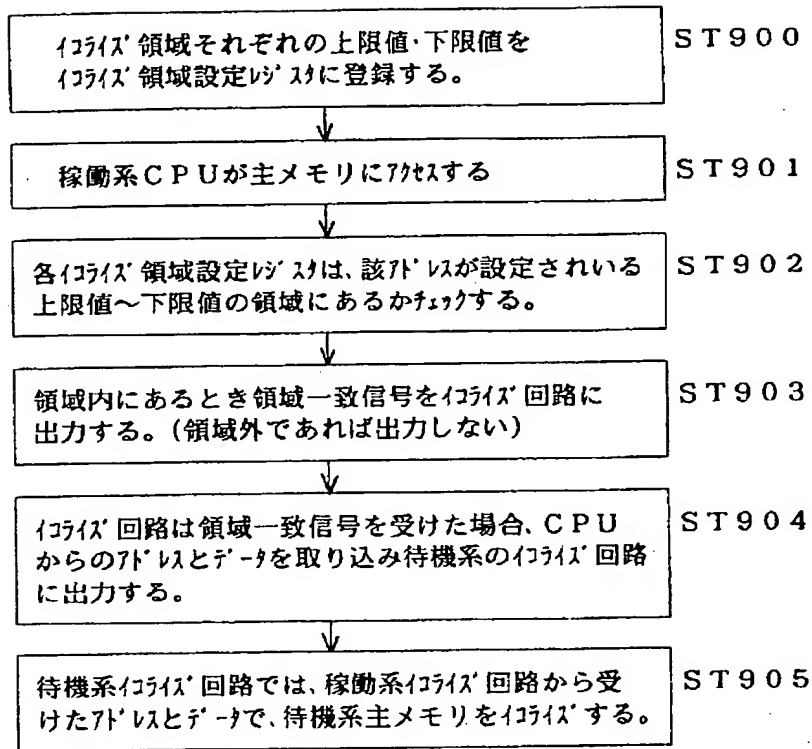 ｲｺﾗｲｽﾞ領域それぞれの上限値･下限値を
ST900
ｲｺﾗｲｽﾞ領域設定ﾚｼﾞｽﾀに登録する。
稼働系CPUが主メモリにｱｸｾｽする
ST901
各ｲｺﾗｲｽﾞ領域設定ﾚｼﾞｽﾀは、該ｱﾄﾞﾚｽが設定されいる
ST902
上限値～下限値の領域にあるかﾁｪｯｸする。
領域内にあるとき領域一致信号をｲｺﾗｲｽﾞ回路に
ST903
出力する。(領域外であれば出力しない)
ｲｺﾗｲｽﾞ回路は領域一致信号を受けた場合、CPU
ST904
からのｱﾄﾞﾚｽとﾃﾞｰﾀを取り込み待機系のｲｺﾗｲｽﾞ回路
に出力する。
待機系ｲｺﾗｲｽﾞ回路では、稼働系ｲｺﾗｲｽﾞ回路から受
ST905
けたｱﾄﾞﾚｽとﾃﾞｰﾀで、待機系主メモリをｲｺﾗｲｽﾞする。